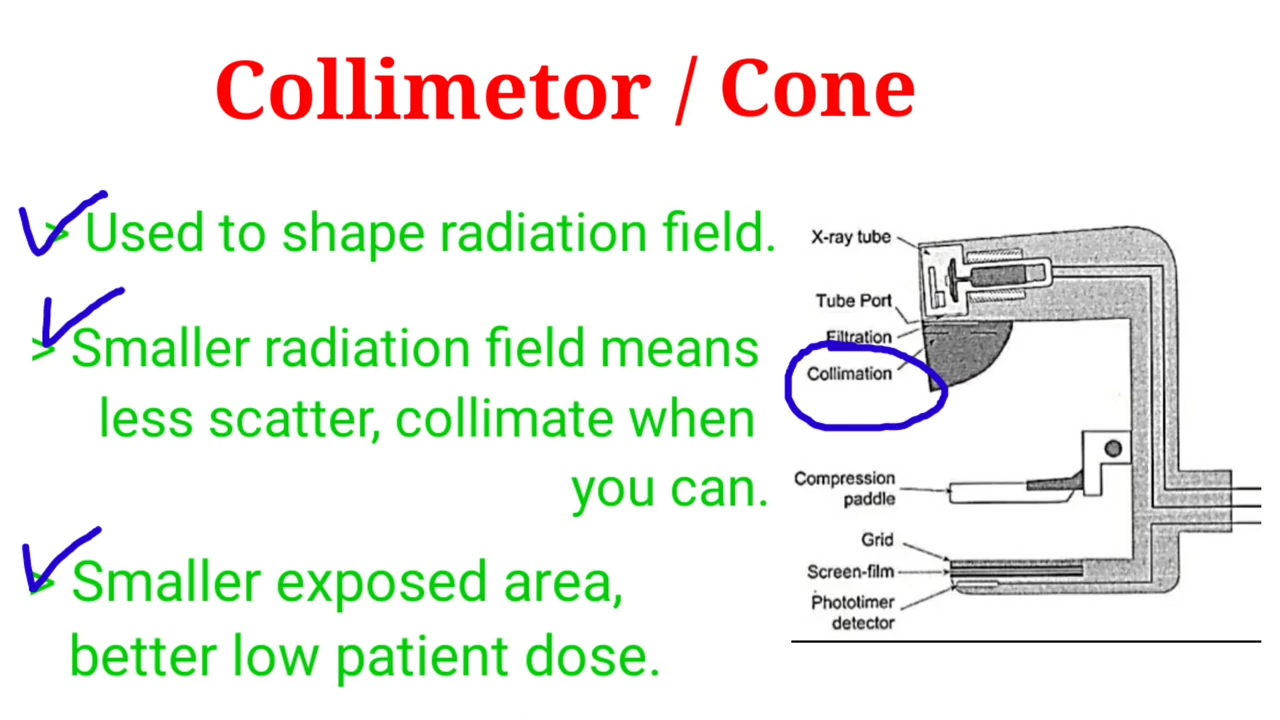 Collimetor / Cone
> Used to shape radiation field.
> Smaller radiation field means
less scatter, collimate when
you can.
> Smaller exposed area,
better low patient dose.
X-ray tube
Tube Port
Filtration
Collimation
Compression
paddle
Grid
Screen-film
Phototimer
detector